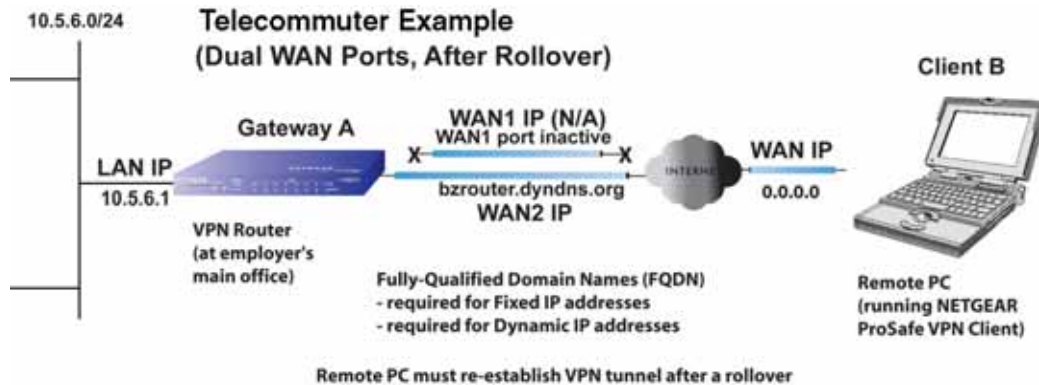 10.5.6.0/24
Telecommuter Example
(Dual WAN Ports, After Rollover)
Client B
Gateway A
WAN1 IP (N/A)
WAN1 port inactive
X
X
LAN IP
10.5.6.1
bzrouter.dyndns.org
WAN2 IP
INTERNE
WAN IP
0.0.0.0
VPN Router
(at employer's
main office)
Fully-Qualified Domain Names (FQDN)
- required for Fixed IP addresses
- required for Dynamic IP addresses
Remote PC
(running NETGEAR
ProSafe VPN Client)
Remote PC must re-establish VPN tunnel after a rollover